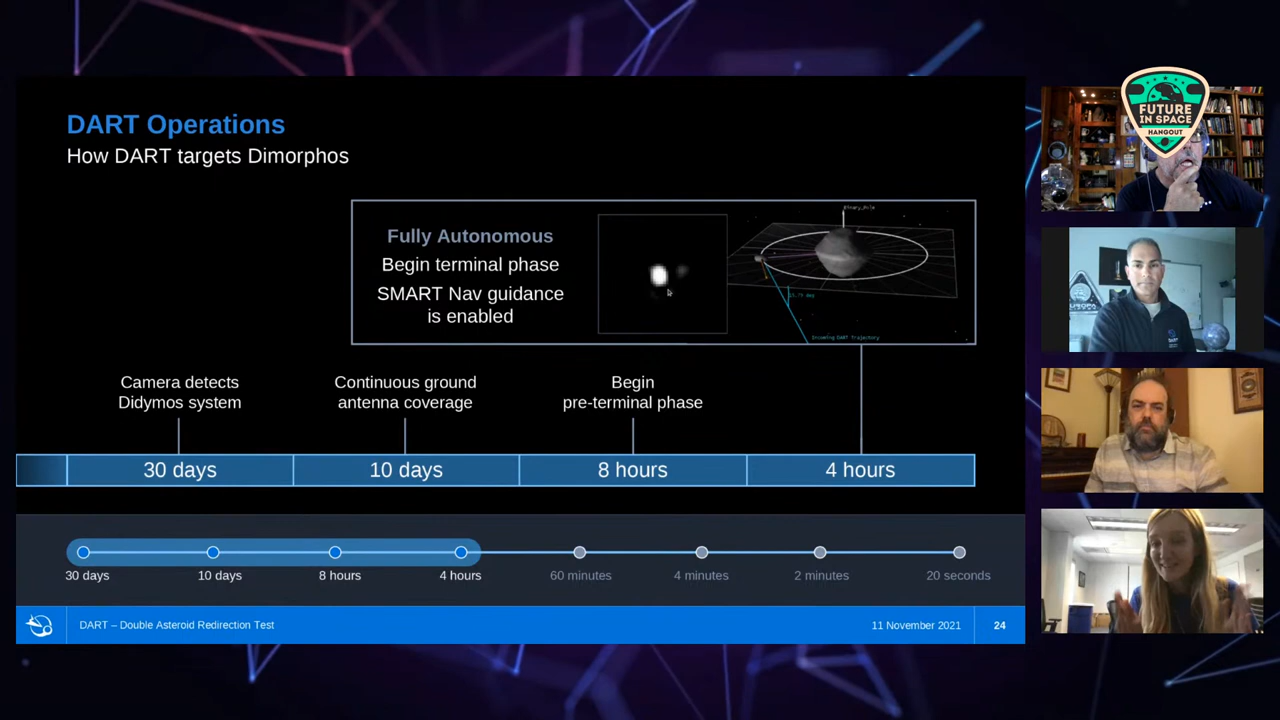 DART Operations
How DART targets Dimorphos
Fully Autonomous
Begin terminal phase
SMART Nav guidance
is enabled
Incoming DART Trajectory
Camera detects
Didymos system
Continuous ground
antenna coverage
Begin
pre-terminal phase
30 days
10 days
8 hours
4 hours
30 days
10 days
8 hours
4 hours
60 minutes
4 minutes
2 minutes
20 seconds
DART – Double Asteroid Redirection Test
11 November 2021
24
FUTURE
IN SPACE
HANGOUT